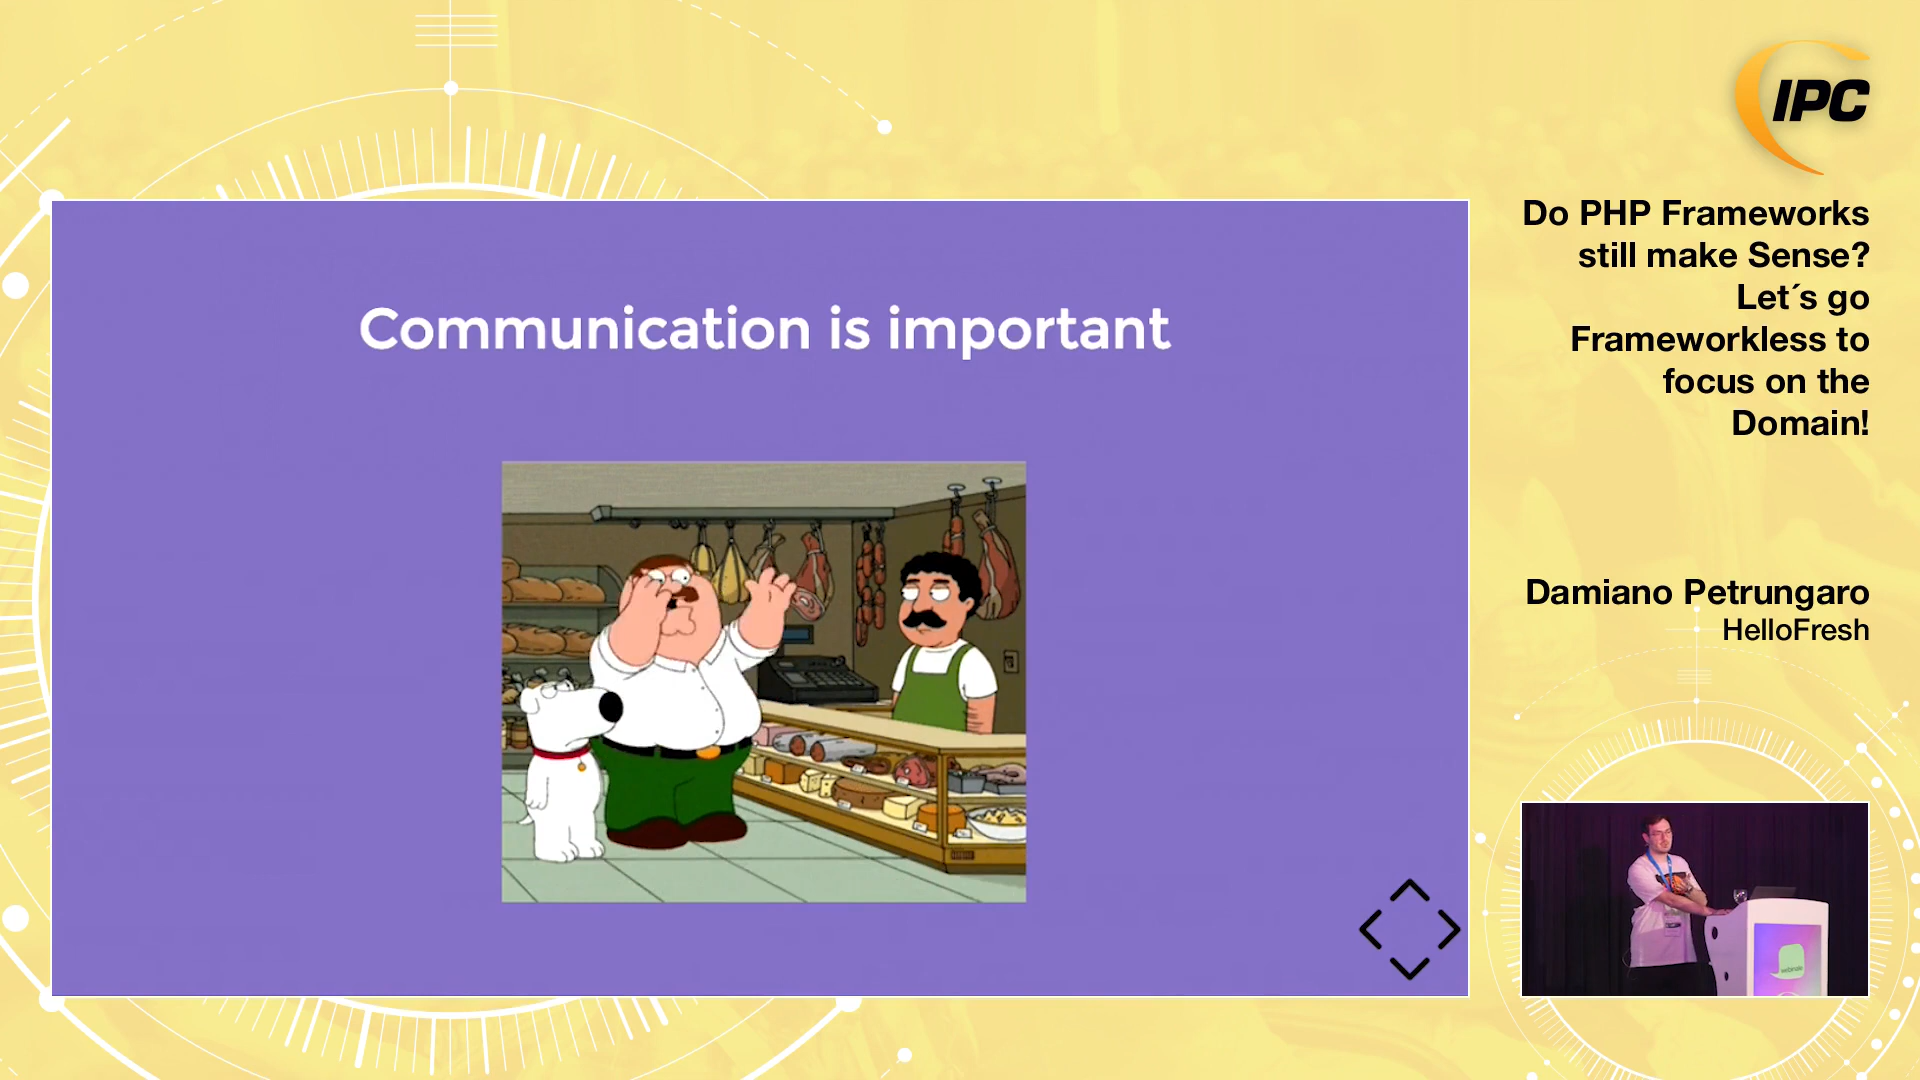 IPC
Do PHP Frameworks
still make Sense?
Let´s go
Frameworkless to
focus on the
Domain!
Communication is important
Damiano Petrungaro
HelloFresh